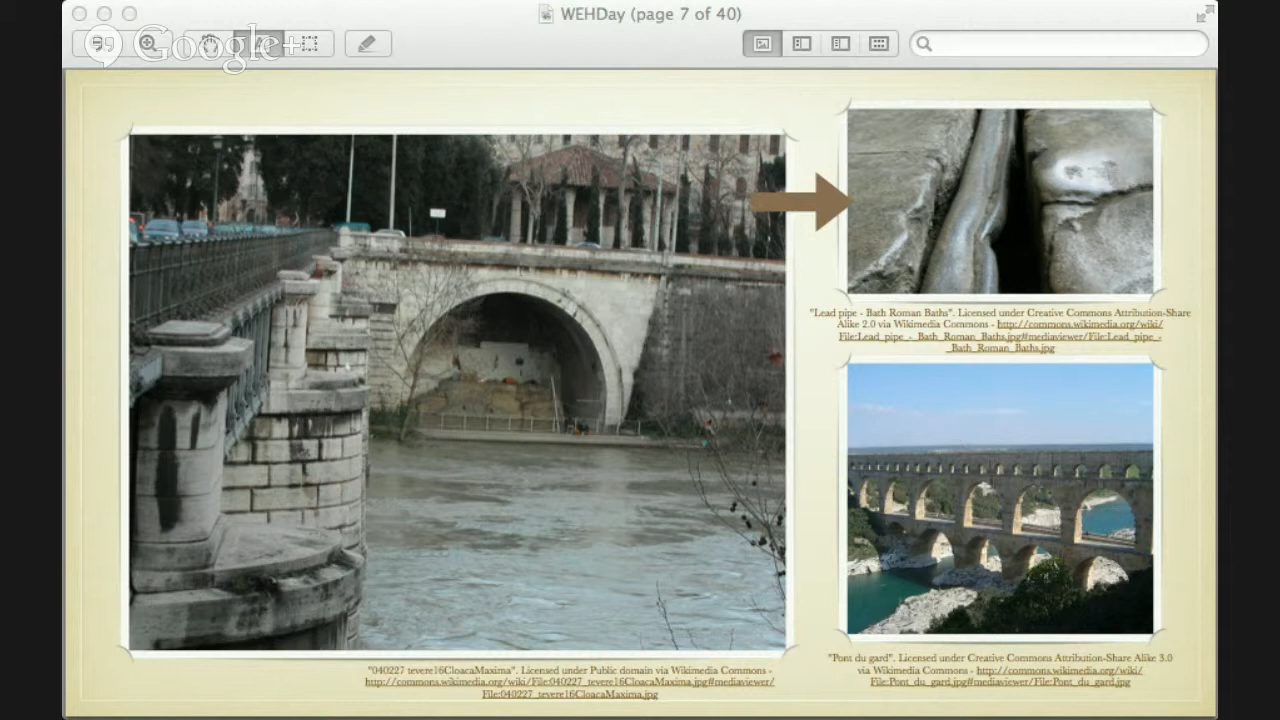 WEHDay (page 7 of 40)
Google+
"Lead pipe - Bath Roman Baths". Licensed under Creative Commons Attribution-Share
Alike 2.0 via Wikimedia Commons - http://commons.wikimedia.org/wiki/
File:Lead_pipe_-_Bath_Roman_Baths.jpg#mediaviewer/File:Lead_pipe_-
_Bath_Roman_Baths.jpg
"040227 tevere16CloacaMaxima". Licensed under Public domain via Wikimedia Commons -
http://commons.wikimedia.org/wiki/File:040227_tevere16CloacaMaxima.jpg#mediaviewer/
File:040227_tevere16CloacaMaxima.jpg
"Pont du gard". Licensed under Creative Commons Attribution-Share Alike 3.0
via Wikimedia Commons - http://commons.wikimedia.org/wiki/
File:Pont_du_gard.jpg#mediaviewer/File:Pont_du_gard.jpg